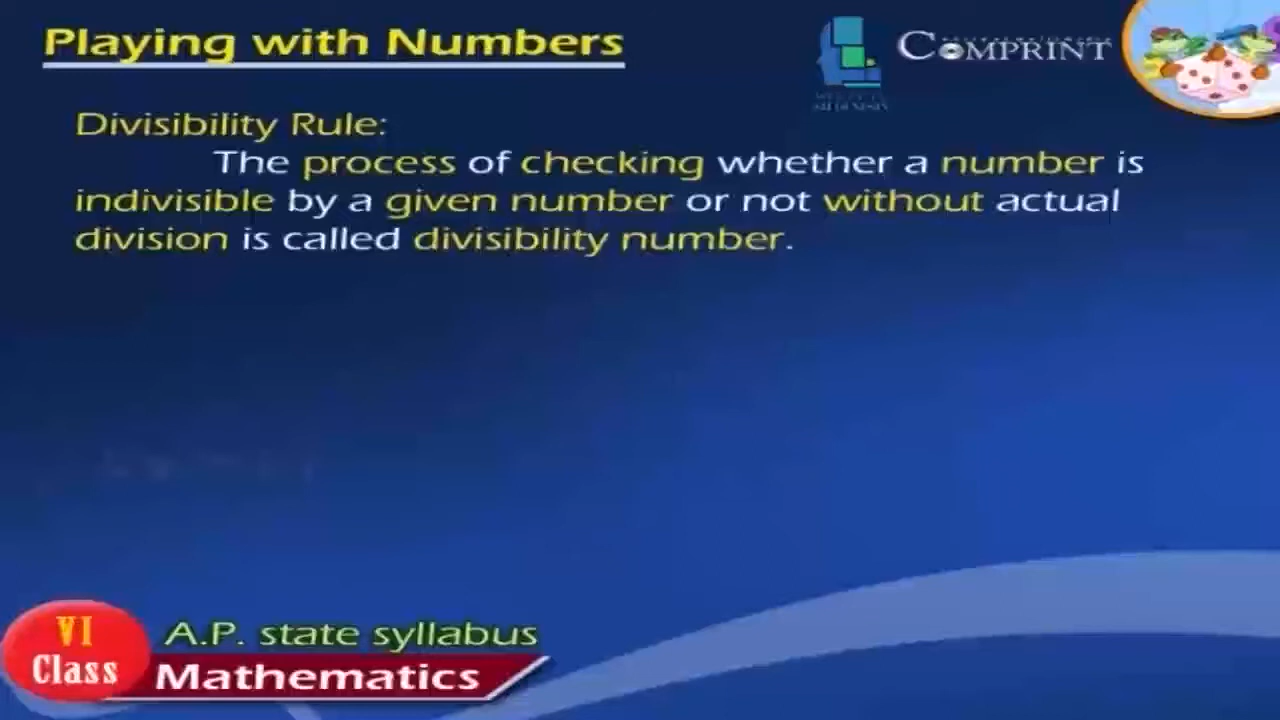 Playing with Numbers
COMPRINT
Divisibility Rule:
The process of checking whether a number is
indivisible by a given number or not without actual
division is called divisibility number.
VI
Class
A.P. state syllabus
Mathematics